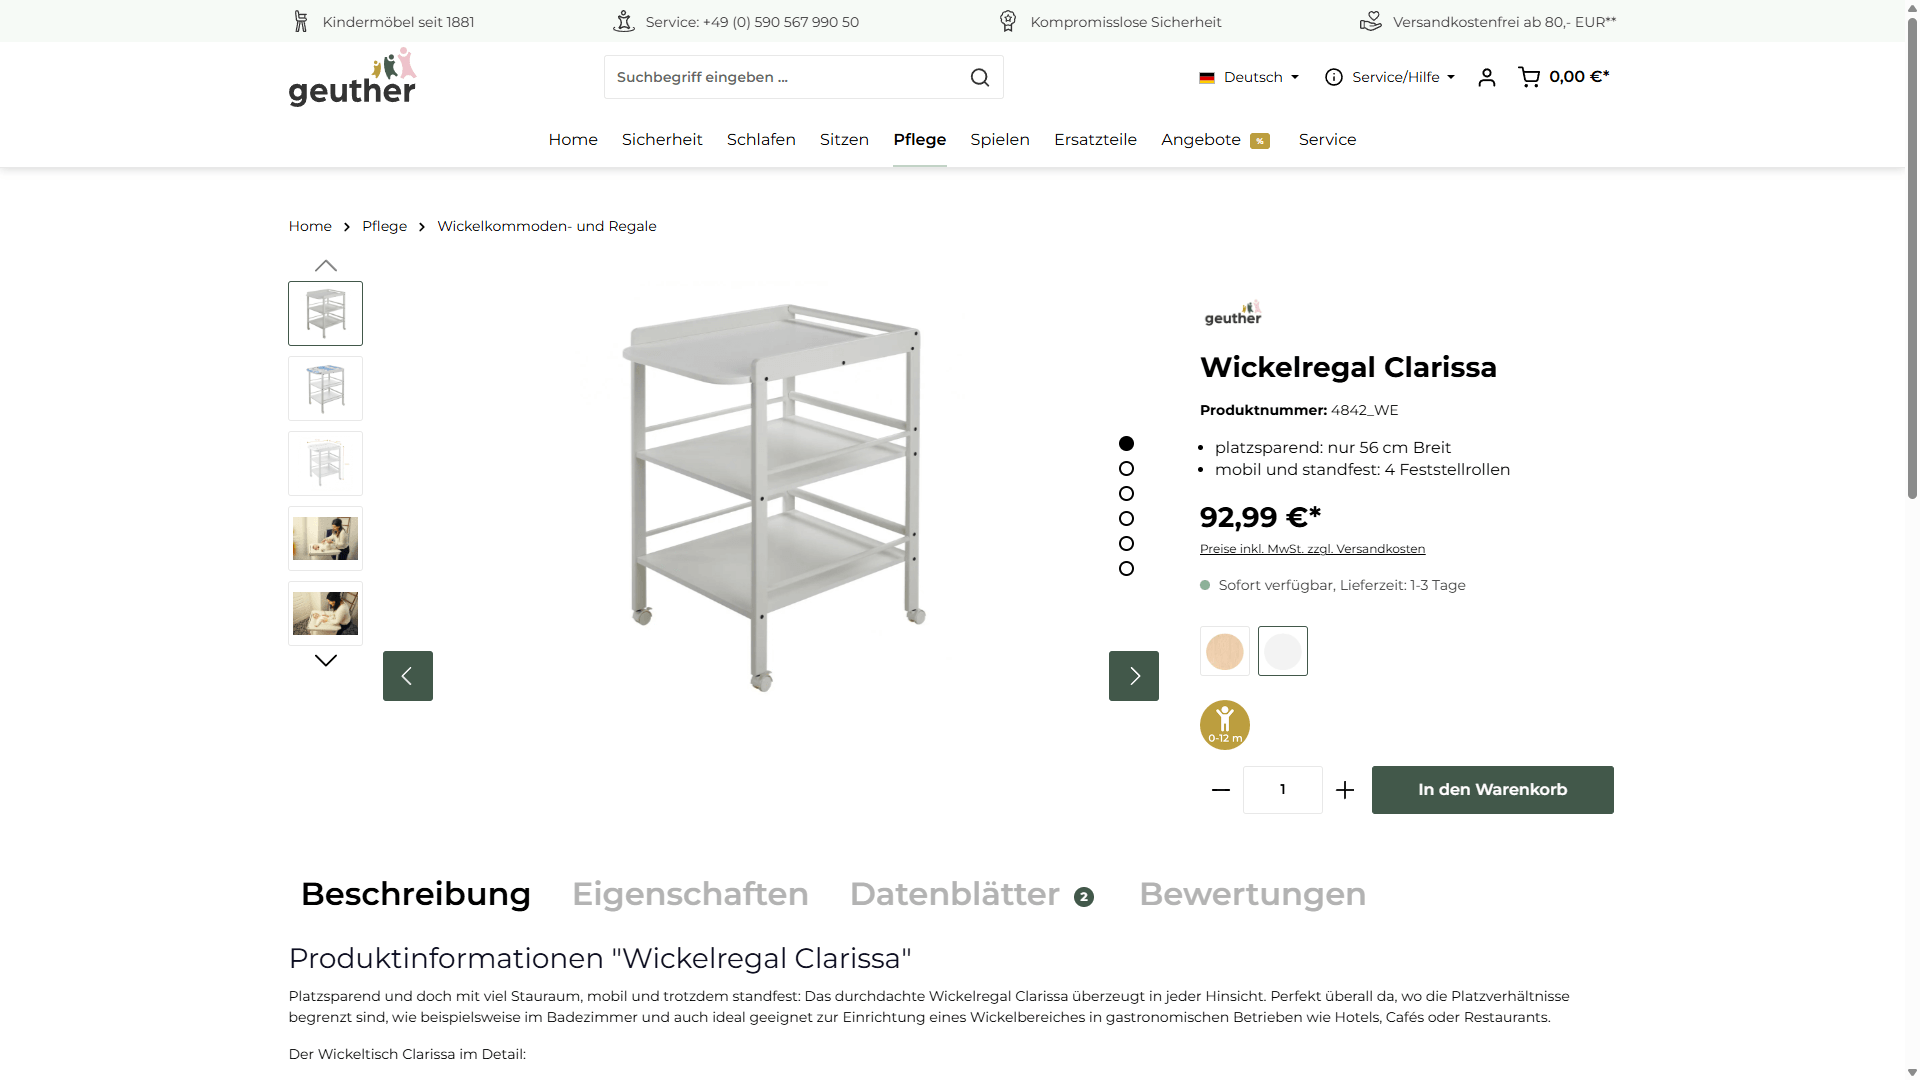 Kindermöbel seit 1881
Service: +49 (0) 590 567 990 50
Kompromisslose Sicherheit
Versandkostenfrei ab 80,- EUR**
geuther
Suchbegriff eingeben ...
Deutsch
Service/Hilfe
0,00 €*
Home
Sicherheit
Schlafen
Sitzen
Pflege
Spielen
Ersatzteile
Angebote %
Service
Home
Pflege
Wickelkommoden- und Regale
geuther
Wickelregal Clarissa
Produktnummer: 4842_WE
platzsparend: nur 56 cm Breit
mobil und standfest: 4 Feststellrollen
92,99 €*
Preise inkl. MwSt. zzgl. Versandkosten
Sofort verfügbar, Lieferzeit: 1-3 Tage
0-12 m
1
In den Warenkorb
Beschreibung
Eigenschaften
Datenblätter 2
Bewertungen
Produktinformationen "Wickelregal Clarissa"
Platzsparend und doch mit viel Stauraum, mobil und trotzdem standfest: Das durchdachte Wickelregal Clarissa überzeugt in jeder Hinsicht. Perfekt überall da, wo die Platzverhältnisse
begrenzt sind, wie beispielsweise im Badezimmer und auch ideal geeignet zur Einrichtung eines Wickelbereiches in gastronomischen Betrieben wie Hotels, Cafés oder Restaurants.
Der Wickeltisch Clarissa im Detail: